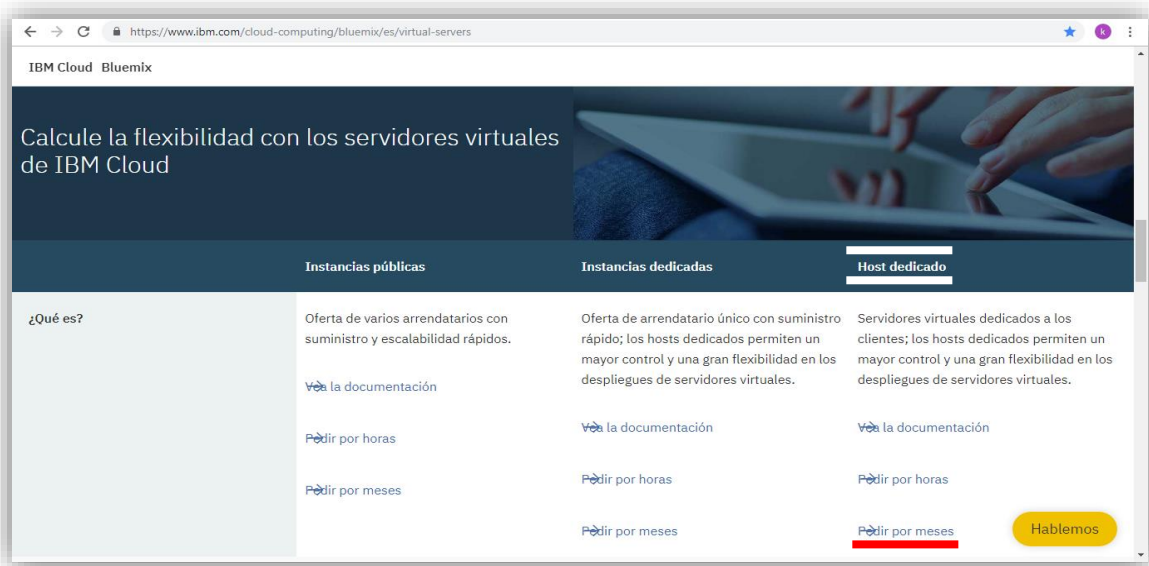 https://www.ibm.com/cloud-computing/bluemix/es/virtual-servers
k
IBM Cloud Bluemix
Calcule la flexibilidad con los servidores virtuales
de IBM Cloud
Instancias públicas
Instancias dedicadas
Host dedicado
¿Qué es?
Oferta de varios arrendatarios con
suministro y escalabilidad rápidos.
Vea la documentación
Pedir por horas
Pedir por meses
Oferta de arrendatario único con suministro
rápido; los hosts dedicados permiten un
mayor control y una gran flexibilidad en los
despliegues de servidores virtuales.
Vea la documentación
Pedir por horas
Pedir por meses
Servidores virtuales dedicados a los
clientes; los hosts dedicados permiten un
mayor control y una gran flexibilidad en los
despliegues de servidores virtuales.
Vea la documentación
Pedir por horas
Pedir por meses
Hablemos